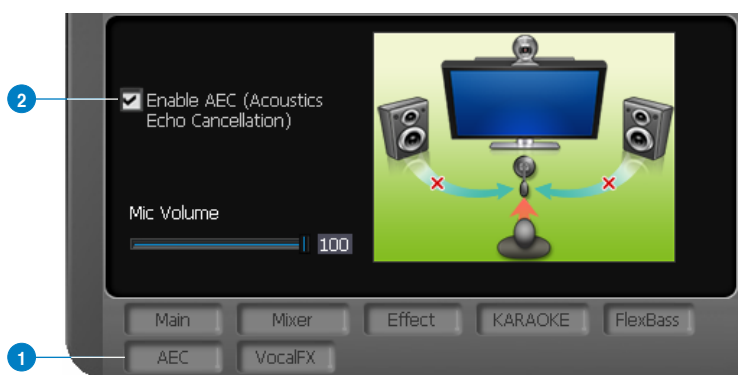 2
Enable AEC (Acoustics
Echo Cancellation)
Mic Volume
100
Main Mixer Effect KARAOKE FlexBass
1
AEC VocalFX